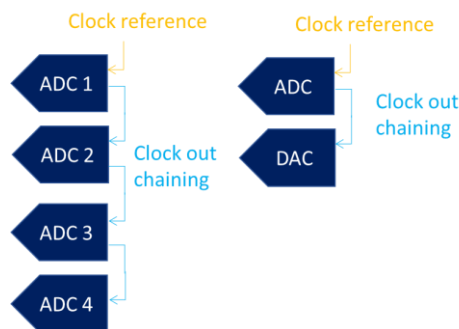 Clock reference
ADC 1
ADC 2
Clock out
chaining
ADC 3
ADC 4
Clock reference
ADC
Clock out
chaining
DAC